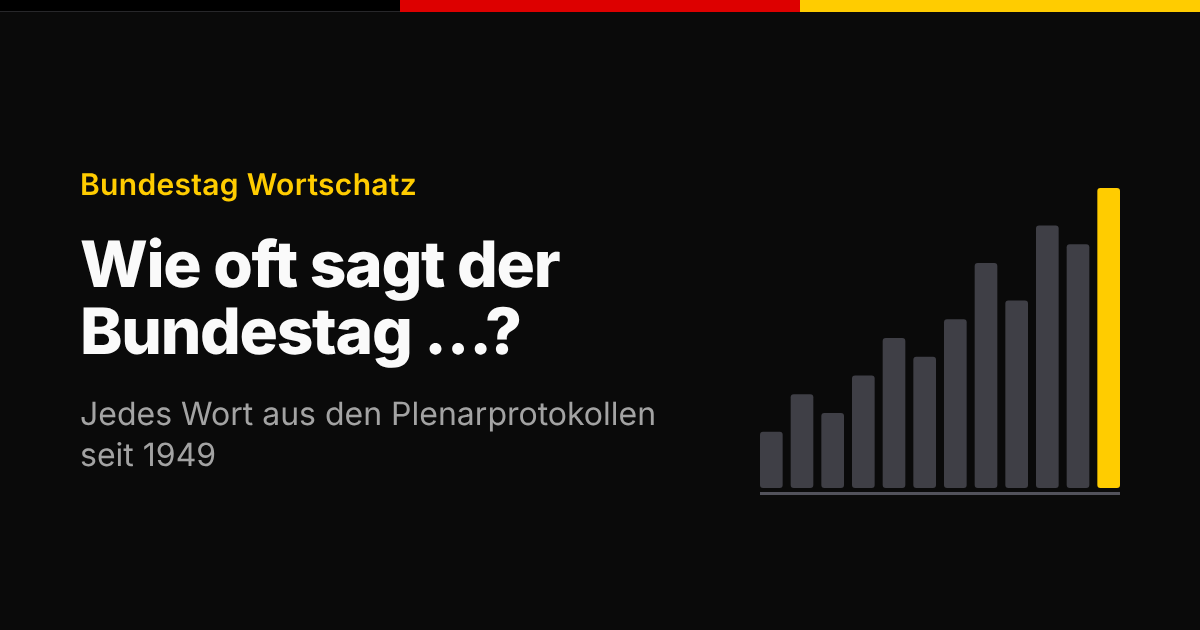 Bundestag Wortschatz
Wie oft sagt der
Bundestag …?
Jedes Wort aus den Plenarprotokollen
seit 1949